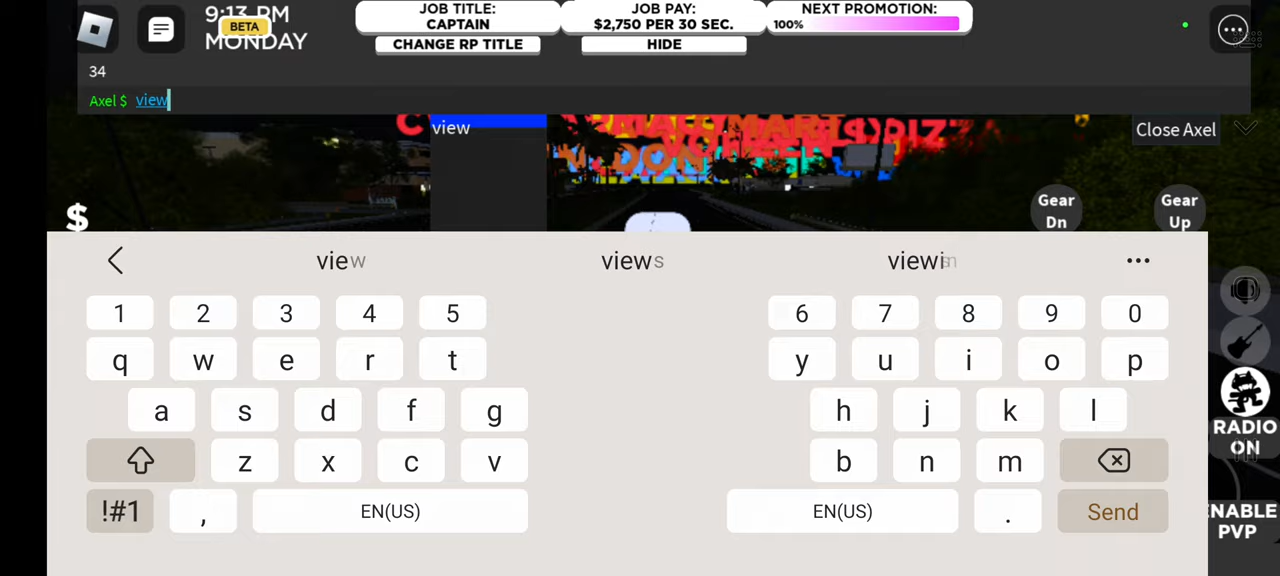 9:13 PM
BETA
MONDAY
JOB TITLE:
CAPTAIN
CHANGE RP TITLE
JOB PAY:
$2,750 PER 30 SEC.
HIDE
NEXT PROMOTION:
100%
34
Axel $ view
view
Close Axel
$
Gear
Dn
Gear
Up
view
views
viewi
1 2 3 4 5 6 7 8 9 0
q w e r t y u i o p
a s d f g h j k l
z x c v b n m
!#1 , EN(US) EN(US) . Send
RADIO
ON
ENABLE
PVP